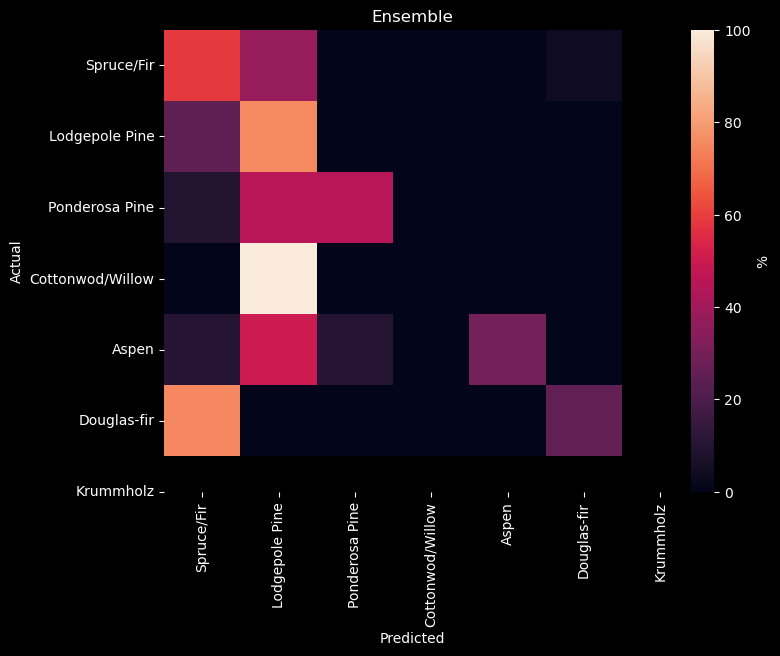 Ensemble
Spruce/Fir
Lodgepole Pine
Ponderosa Pine
Cottonwod/Willow
Aspen
Douglas-fir
Krummholz
Actual
Spruce/Fir
Lodgepole Pine
Ponderosa Pine
Cottonwod/Willow
Aspen
Douglas-fir
Krummholz
Predicted
100
80
60
40
20
0
%